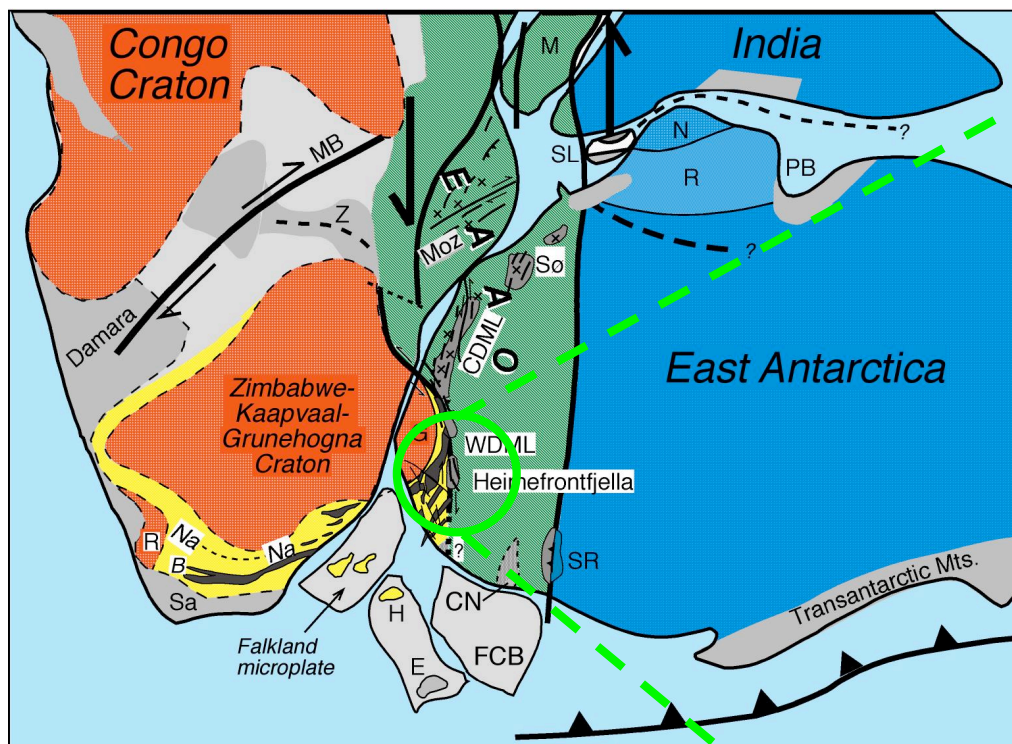 Congo
Craton
M
India
MB
SL
N
PB
?
R
E
A
Z
Moz
Sø
?
A
Damara
CDML
O
East Antarctica
Zimbabwe-
Kaapvaal-
Grunehogna
Craton
G
WDML
Heimefrontfjella
R
Na
Na
B
?
SR
Sa
H
CN
Transantarctic Mts.
Falkland
microplate
E
FCB